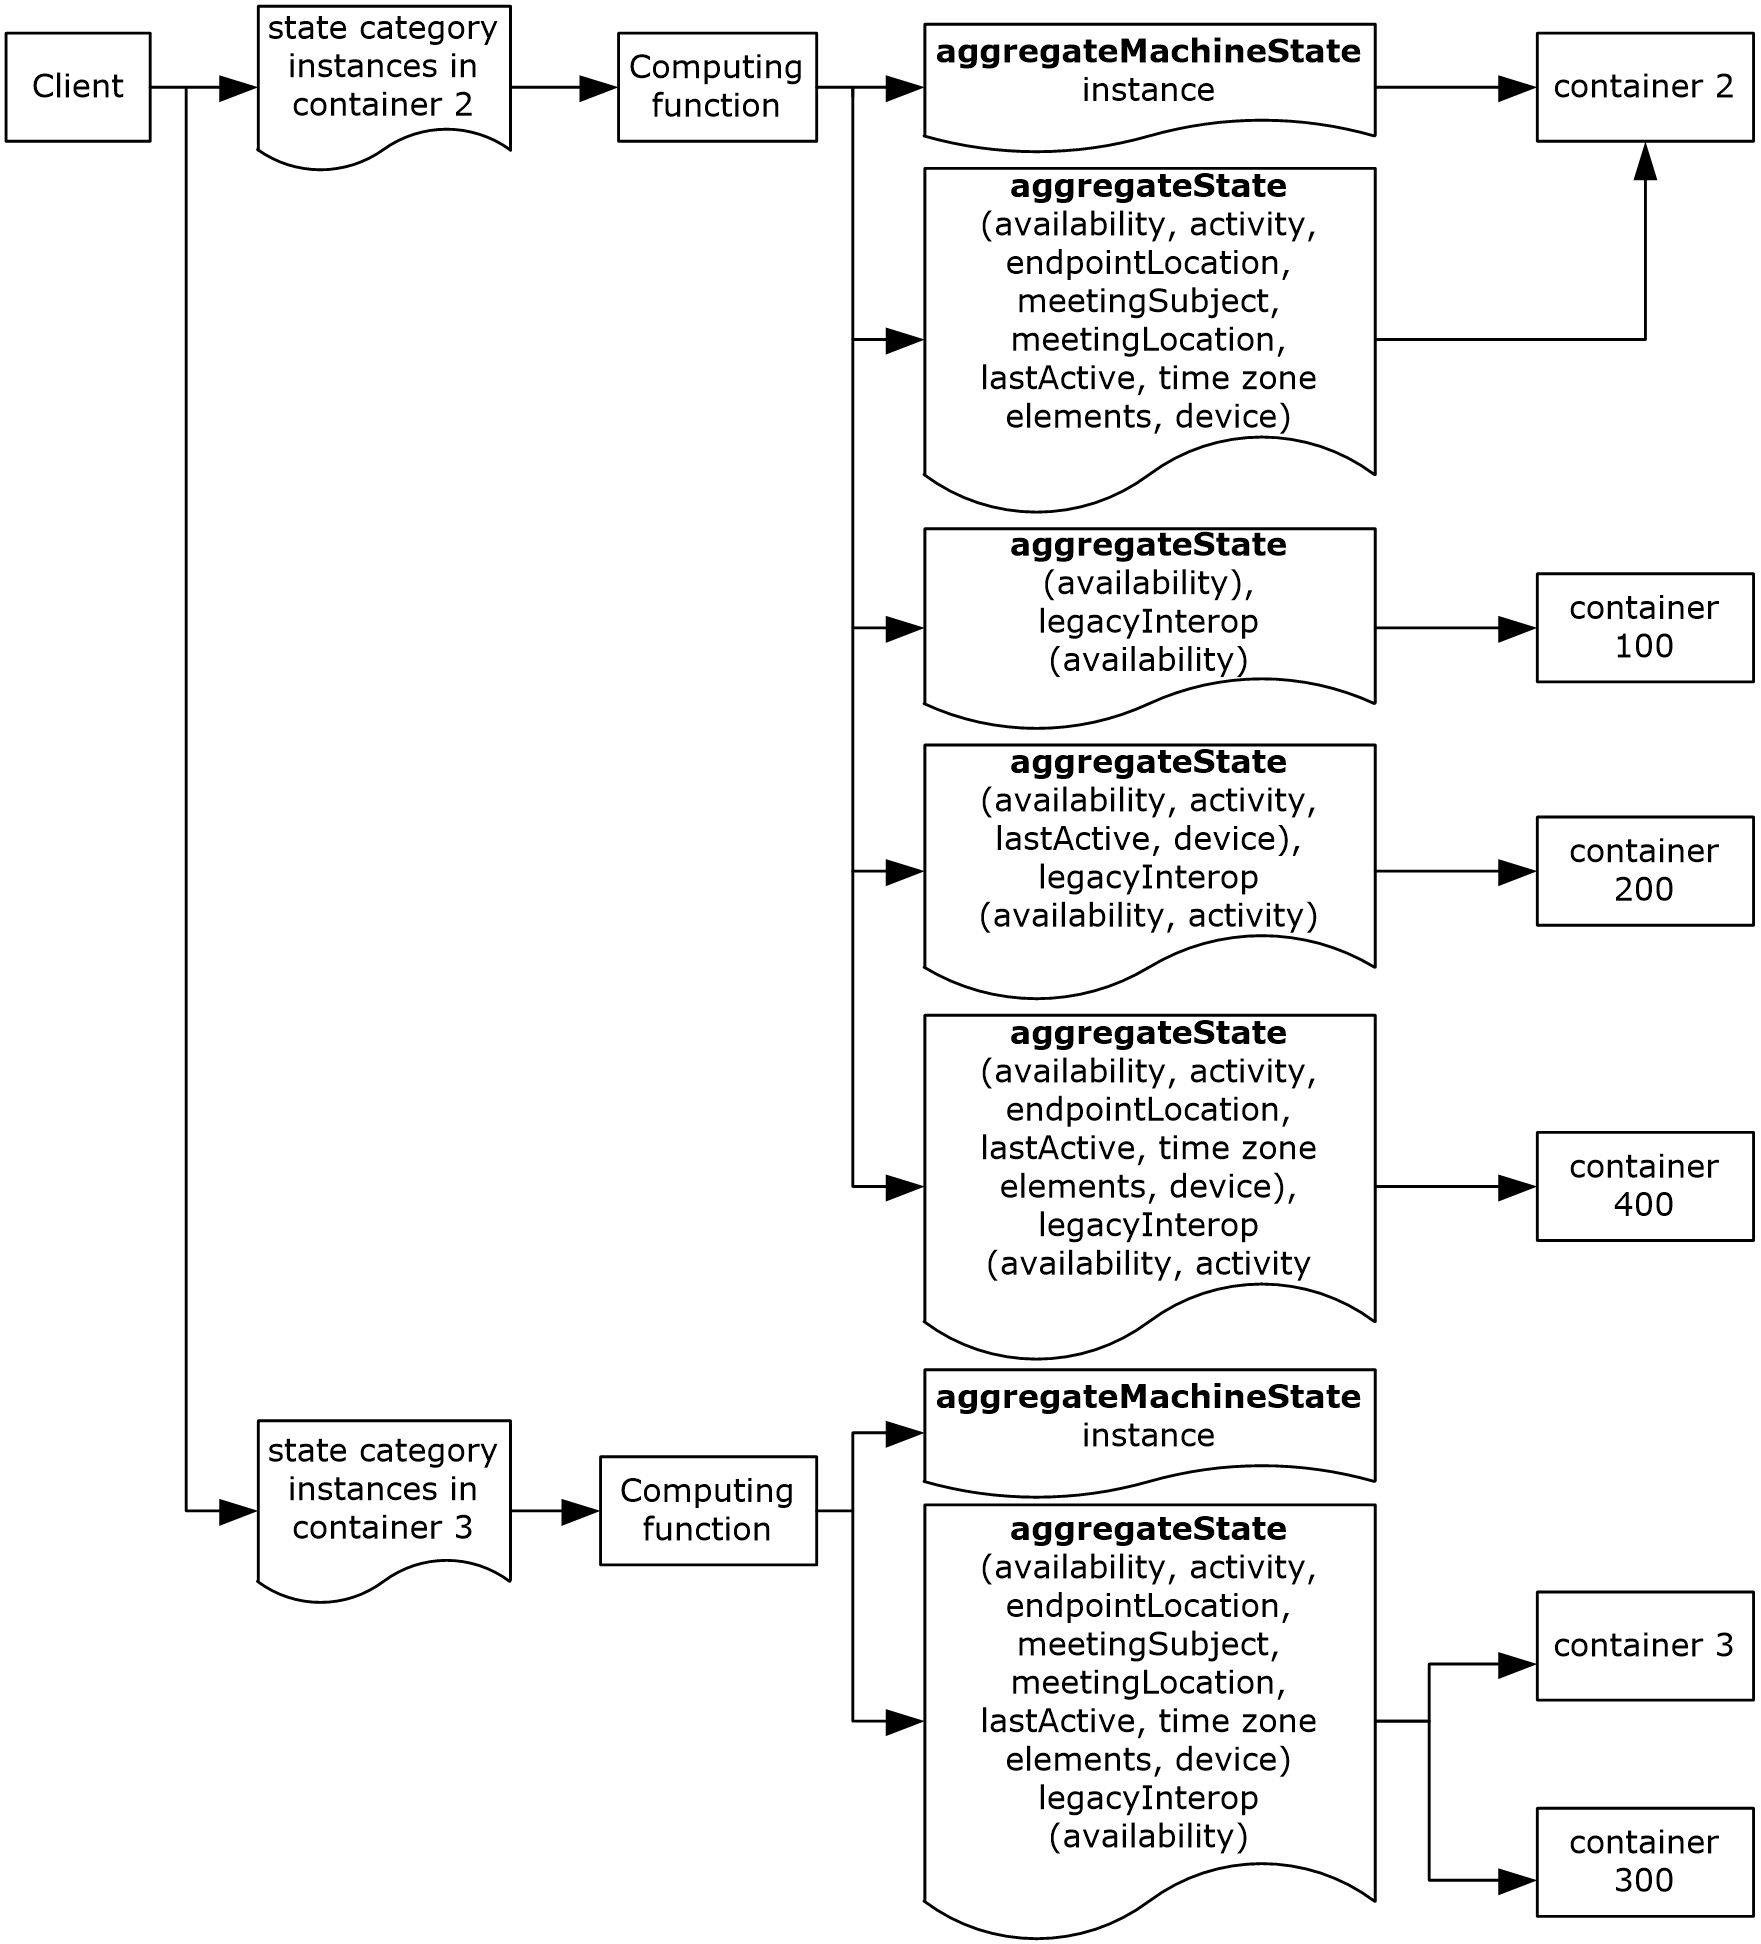 Client
state category
instances in
container 2
Computing
function
aggregateMachineState
instance
container 2
aggregateState
(availability, activity,
endpointLocation,
meetingSubject,
meetingLocation,
lastActive, time zone
elements, device)
aggregateState
(availability),
legacyInterop
(availability)
container
100
aggregateState
(availability, activity,
lastActive, device),
legacyInterop
(availability, activity)
container
200
aggregateState
(availability, activity,
endpointLocation,
lastActive, time zone
elements, device),
legacyInterop
(availability, activity
container
400
state category
instances in
container 3
Computing
function
aggregateMachineState
instance
aggregateState
(availability, activity,
endpointLocation,
meetingSubject,
meetingLocation,
lastActive, time zone
elements, device)
legacyInterop
(availability)
container 3
container
300